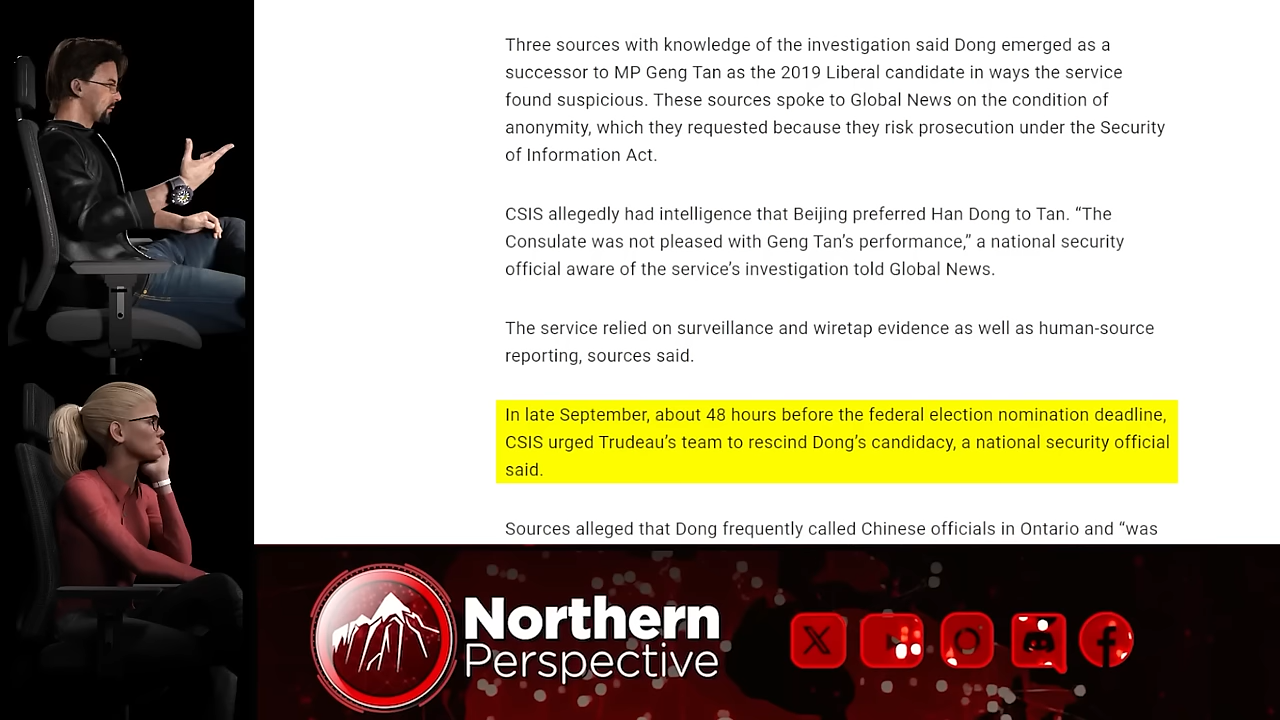 Three sources with knowledge of the investigation said Dong emerged as a
successor to MP Geng Tan as the 2019 Liberal candidate in ways the service
found suspicious. These sources spoke to Global News on the condition of
anonymity, which they requested because they risk prosecution under the Security
of Information Act.
CSIS allegedly had intelligence that Beijing preferred Han Dong to Tan. “The
Consulate was not pleased with Geng Tan’s performance,” a national security
official aware of the service’s investigation told Global News.
The service relied on surveillance and wiretap evidence as well as human-source
reporting, sources said.
In late September, about 48 hours before the federal election nomination deadline,
CSIS urged Trudeau’s team to rescind Dong’s candidacy, a national security official
said.
Sources alleged that Dong frequently called Chinese officials in Ontario and “was
Northern
Perspective